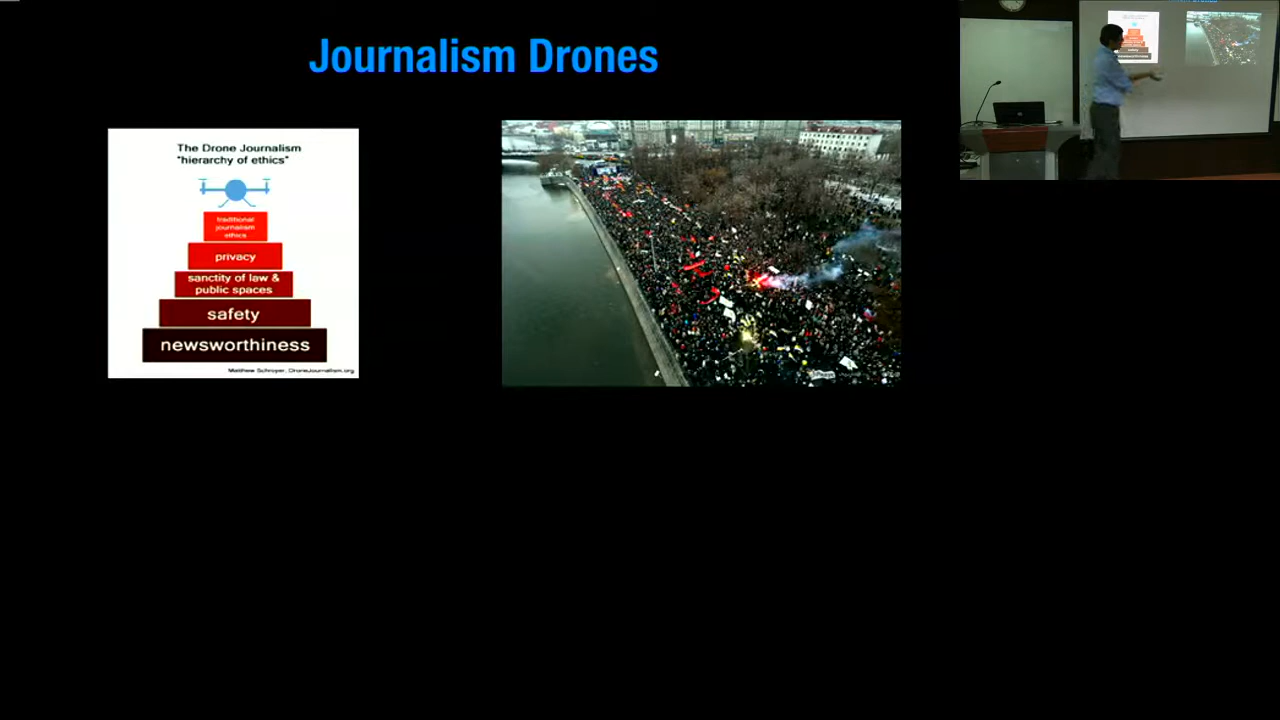 Journalism Drones
The Drone Journalism
"hierarchy of ethics"
traditional
journalism
ethics
privacy
sanctity of law &
public spaces
safety
newsworthiness
Matthew Schroyer, DroneJournalism.org